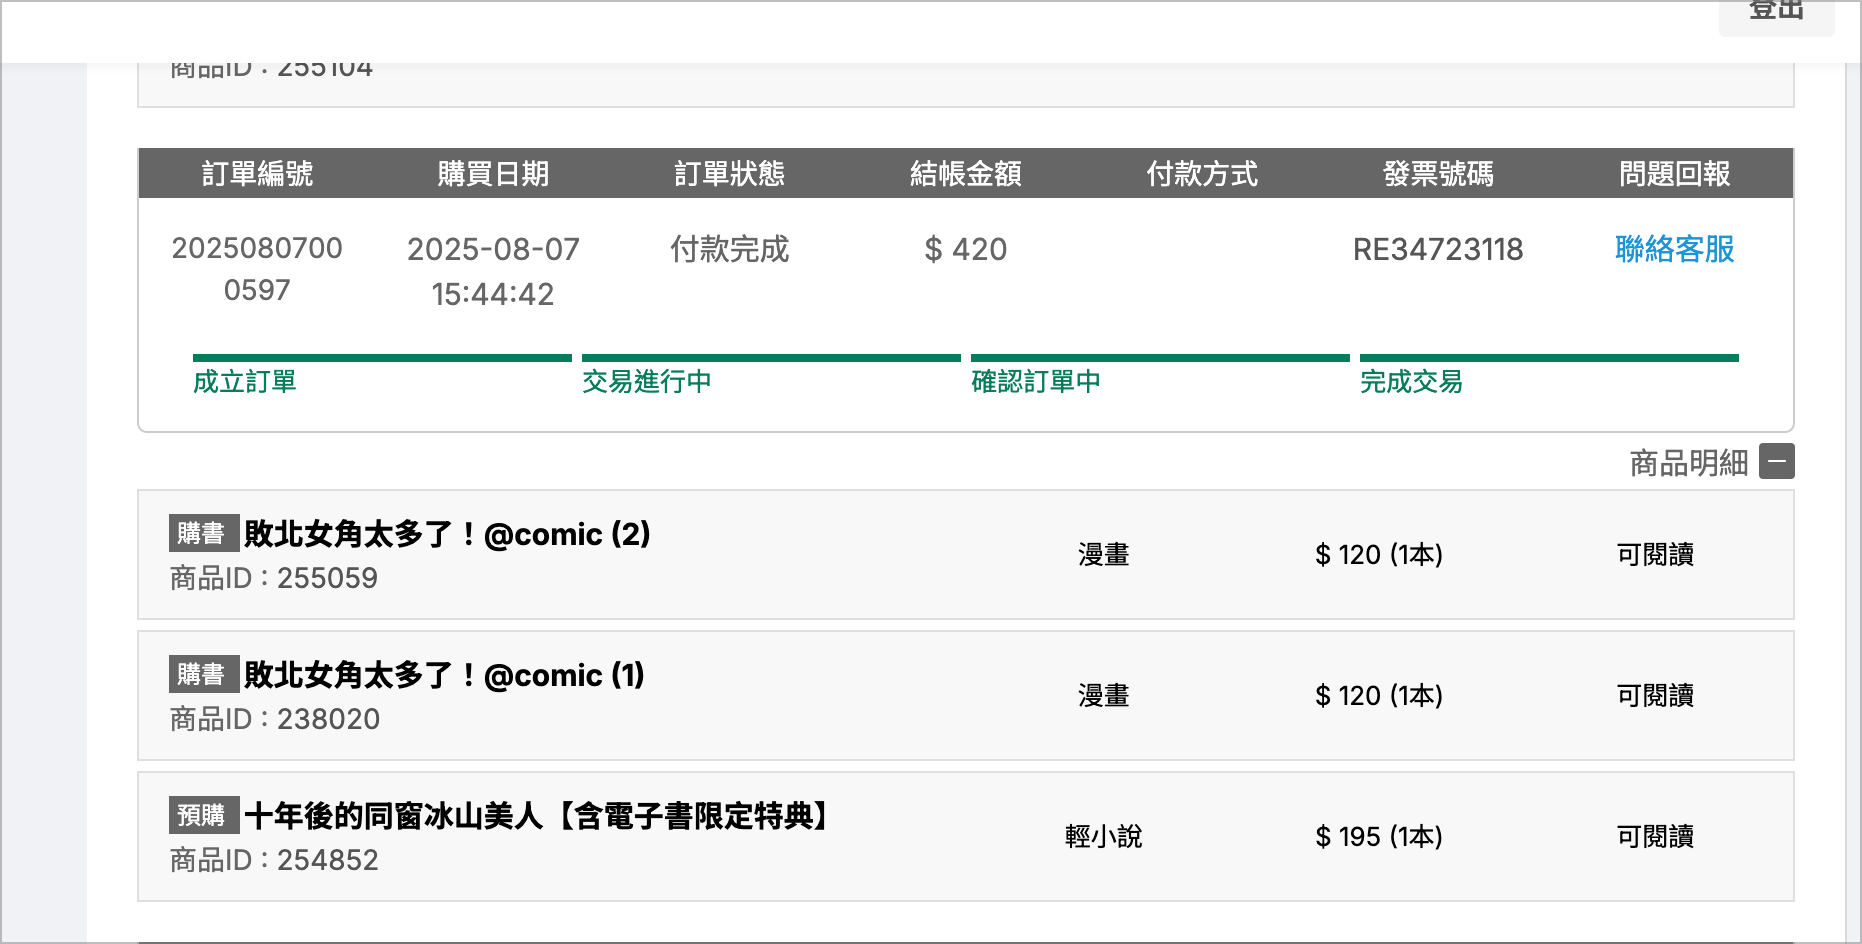 登出
商品ID : 255104
訂單編號 購買日期 訂單狀態 結帳金額 付款方式 發票號碼 問題回報
2025080700 2025-08-07 付款完成 $ 420 RE34723118 聯絡客服
0597 15:44:42
成立訂單 交易進行中 確認訂單中 完成交易
商品明細
購書 敗北女角太多了！@comic (2)
商品ID : 255059
漫畫 $ 120 (1本) 可閱讀
購書 敗北女角太多了！@comic (1)
商品ID : 238020
漫畫 $ 120 (1本) 可閱讀
預購 十年後的同窗冰山美人【含電子書限定特典】
商品ID : 254852
輕小說 $ 195 (1本) 可閱讀